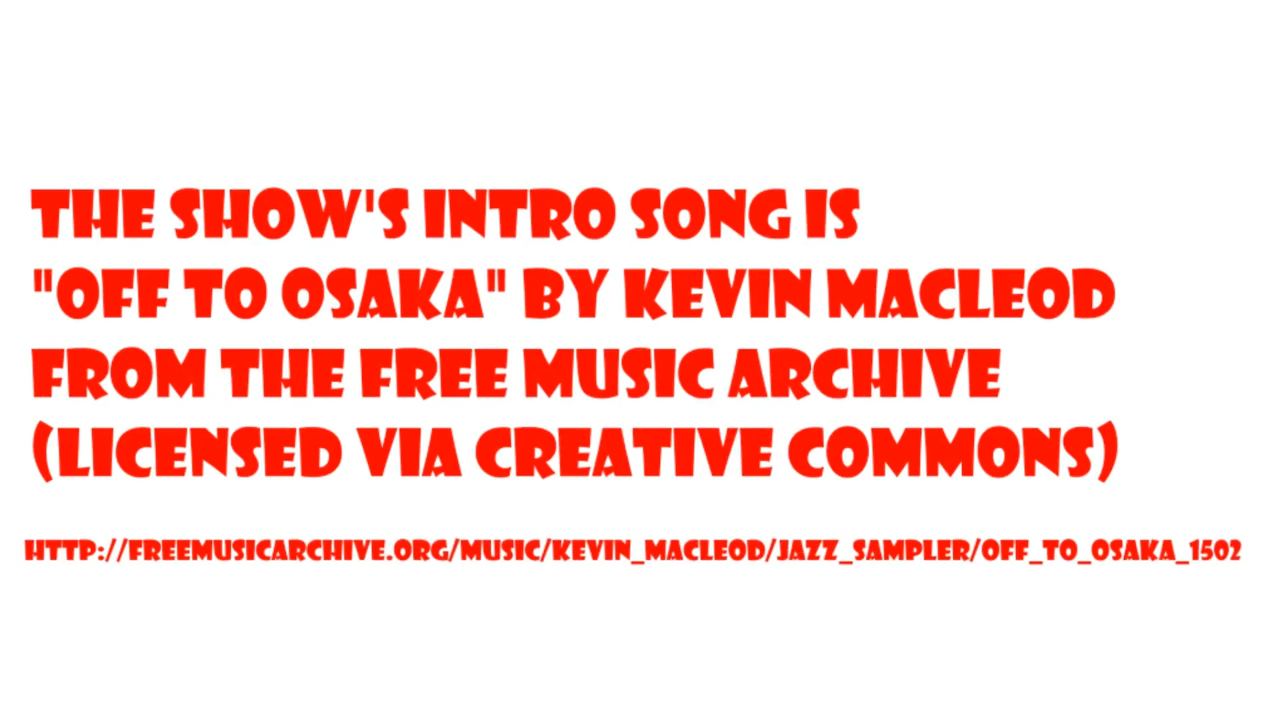 THE SHOW'S INTRO SONG IS
"OFF TO OSAKA" BY KEVIN MACLEOD
FROM THE FREE MUSIC ARCHIVE
(LICENSED VIA CREATIVE COMMONS)
HTTP://FREEMUSICARCHIVE.ORG/MUSIC/KEVIN_MACLEOD/JAZZ_SAMPLER/OFF_TO_OSAKA_1502